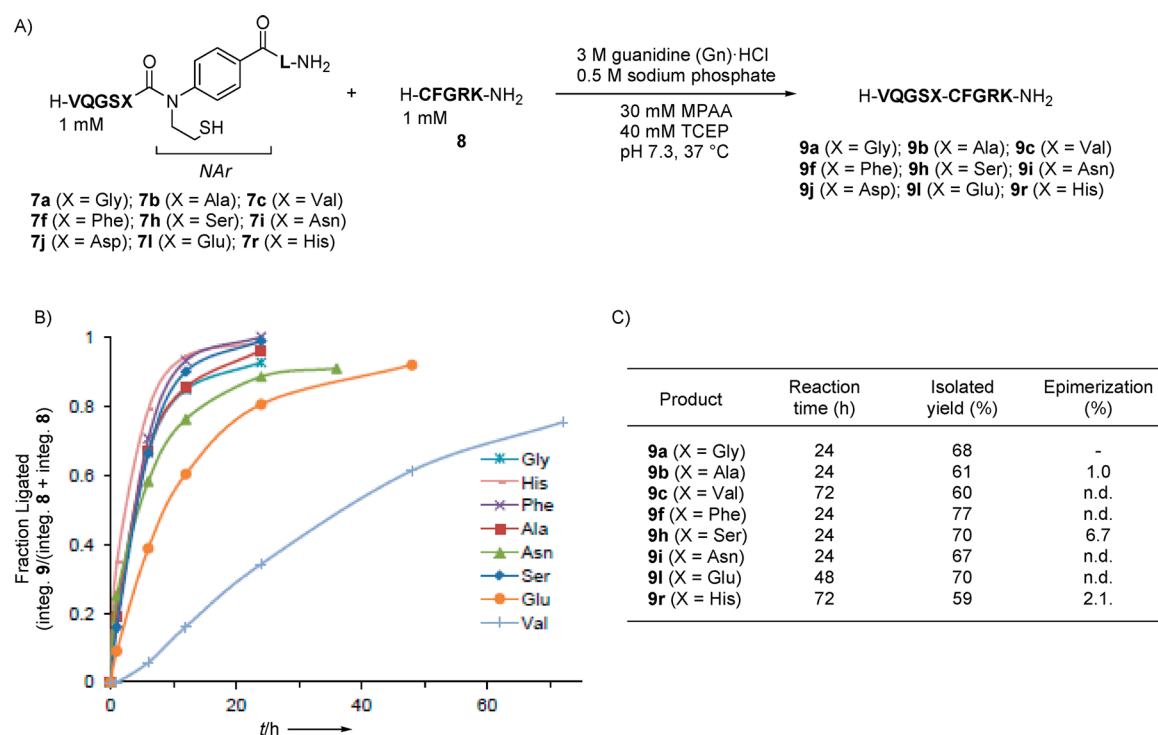 A)
O
O
L-NH2
H-VQGSX
N
1 mM
SH
NAr
+
H-CFGRK-NH2
1 mM
8
3 M guanidine (Gn)·HCl
0.5 M sodium phosphate
30 mM MPAA
40 mM TCEP
pH 7.3, 37 °C
H-VQGSX-CFGRK-NH2
7a (X = Gly); 7b (X = Ala); 7c (X = Val)
7f (X = Phe); 7h (X = Ser); 7i (X = Asn)
7j (X = Asp); 7l (X = Glu); 7r (X = His)
9a (X = Gly); 9b (X = Ala); 9c (X = Val)
9f (X = Phe); 9h (X = Ser); 9i (X = Asn)
9j (X = Asp); 9l (X = Glu); 9r (X = His)
B)
Fraction Ligated
(integ. 9/(integ. 8 + integ. 8)
1
0.8
0.6
0.4
0.2
0
0 20 40 60
t/h
Gly
His
Phe
Ala
Asn
Ser
Glu
Val
C)
Product Reaction time (h) Isolated yield (%) Epimerization (%)
9a (X = Gly) 24 68 -
9b (X = Ala) 24 61 1.0
9c (X = Val) 72 60 n.d.
9f (X = Phe) 24 77 n.d.
9h (X = Ser) 24 70 6.7
9i (X = Asn) 24 67 n.d.
9l (X = Glu) 48 70 n.d.
9r (X = His) 72 59 2.1.